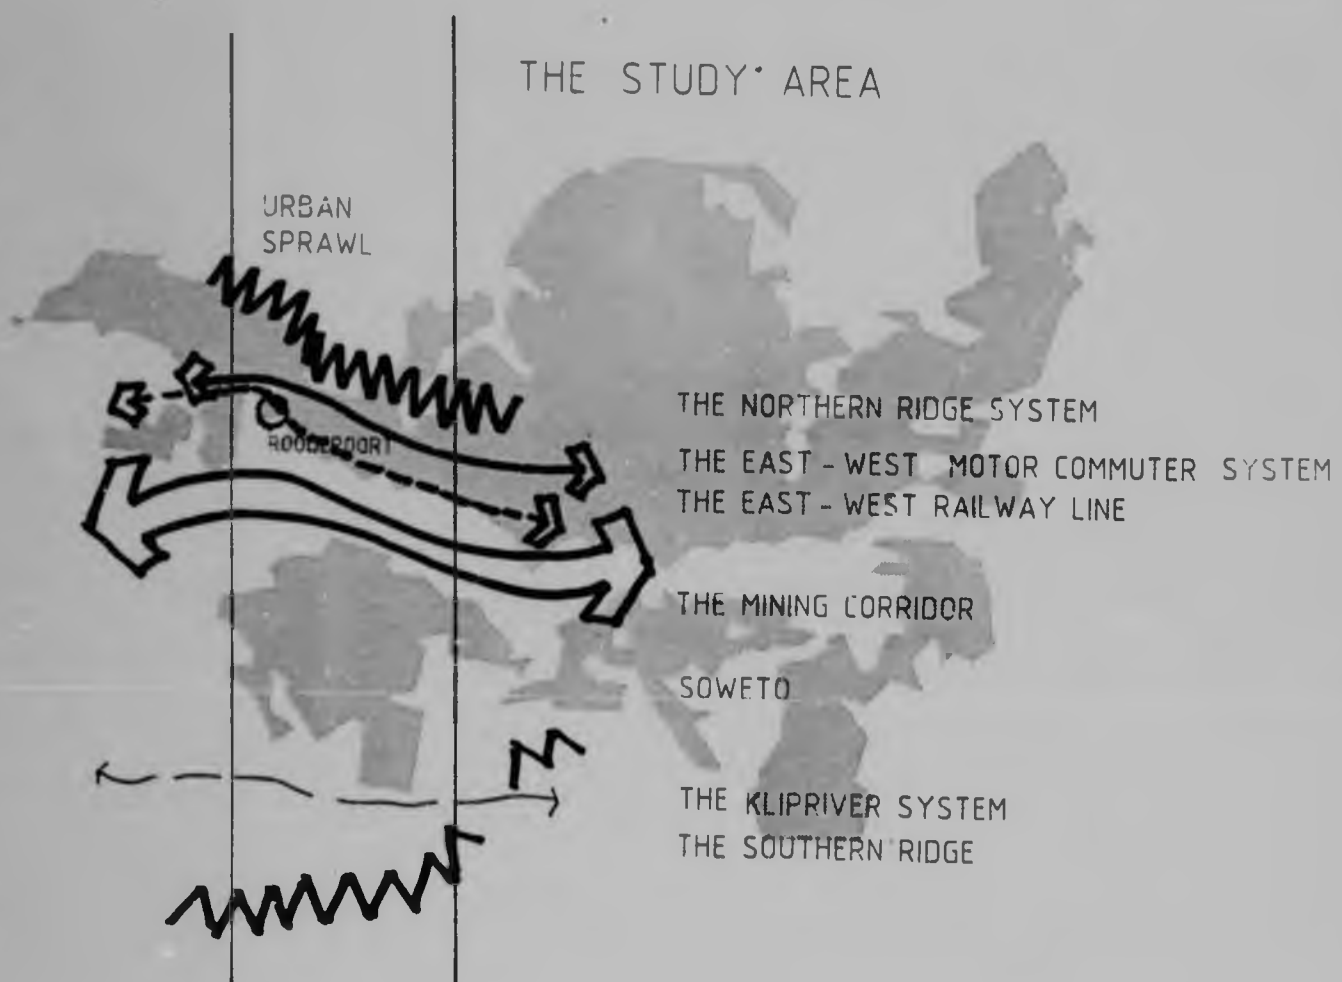 THE STUDY AREA
URBAN
SPRAWL
THE NORTHERN RIDGE SYSTEM
ROODEPOORT
THE EAST - WEST MOTOR COMMUTER SYSTEM
THE EAST - WEST RAILWAY LINE
THE MINING CORRIDOR
SOWETO
THE KLIPRIVER SYSTEM
THE SOUTHERN RIDGE